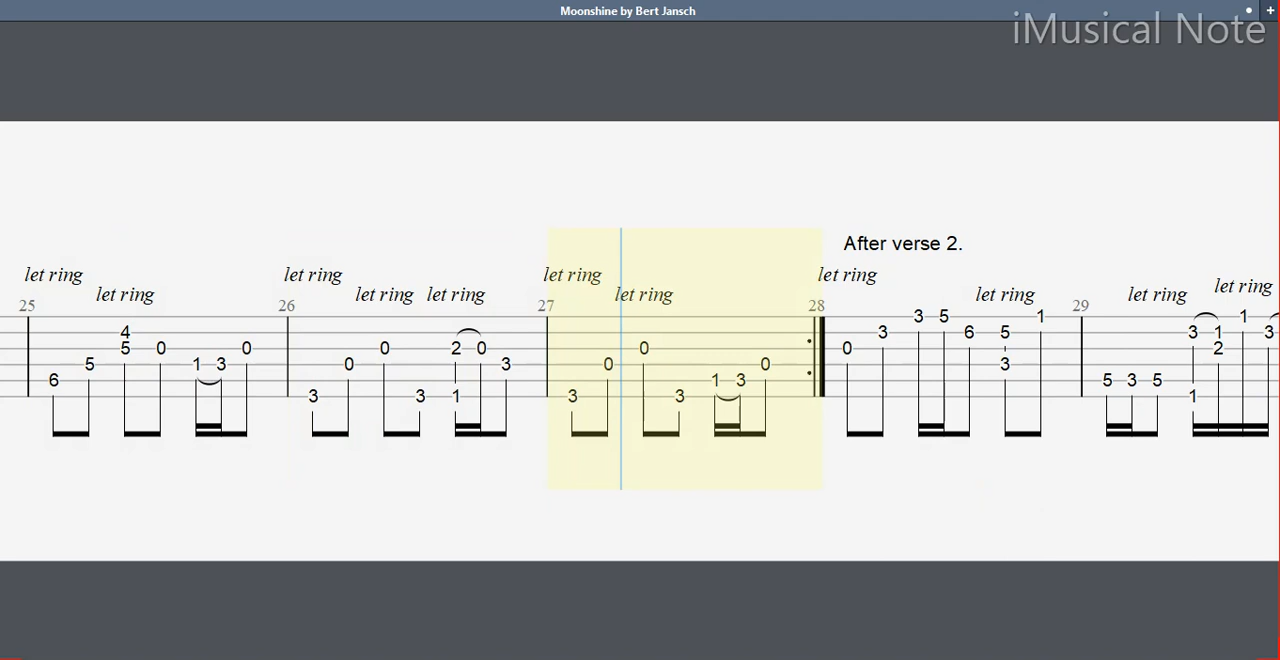 Moonshine by Bert Jansch
iMusical Note
After verse 2.
let ring let ring let ring let ring let ring let ring let ring let ring let ring let ring let ring
25 26 27 28 29
3 5 1 1
4 3 6 5 3 1 3
5 0 0 2 0 0 0 2
5 1 3 0 0 3 0 0 3
6 1 3 5 3 5
3 3 1 3 3 1